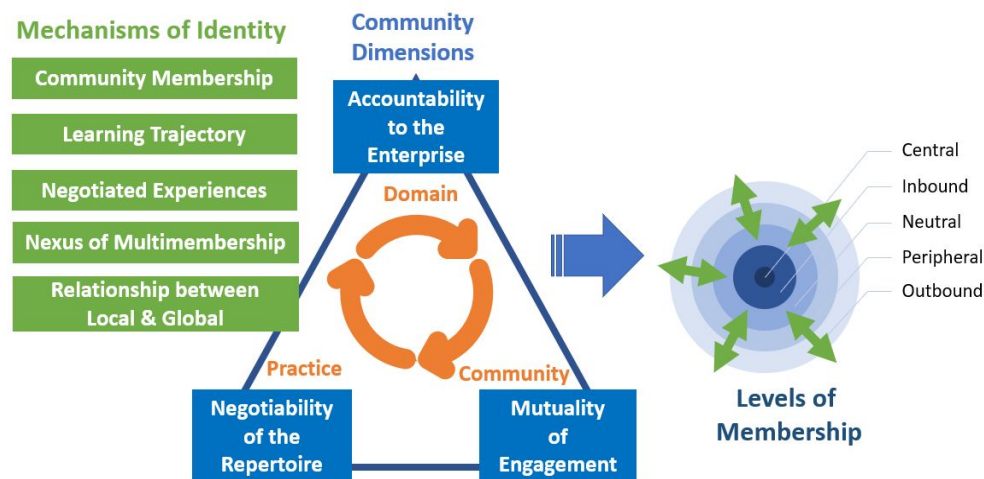 Mechanisms of Identity
Community Membership
Learning Trajectory
Negotiated Experiences
Nexus of Multimembership
Relationship between
Local & Global
Community
Dimensions
Accountability
to the
Enterprise
Domain
Practice
Community
Negotiability
of the
Repertoire
Mutuality
of
Engagement
Central
Inbound
Neutral
Peripheral
Outbound
Levels of
Membership